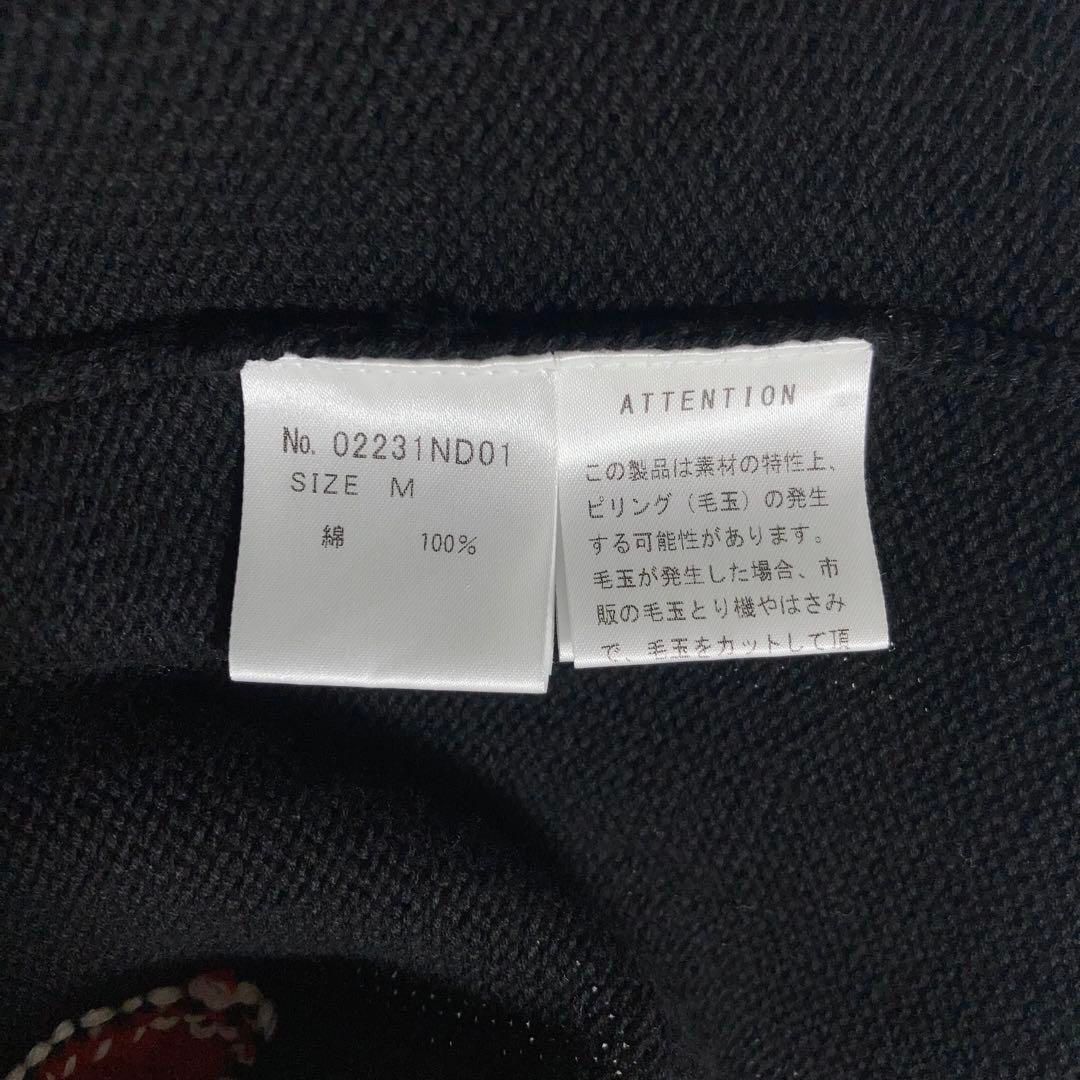 No. 02231ND01
SIZE M
綿 100%
ATTENTION
この製品は素材の特性上、
ピリング（毛玉）の発生
する可能性があります。
毛玉が発生した場合、市
販の毛玉とり機やはさみ
で、毛玉をカットして頂